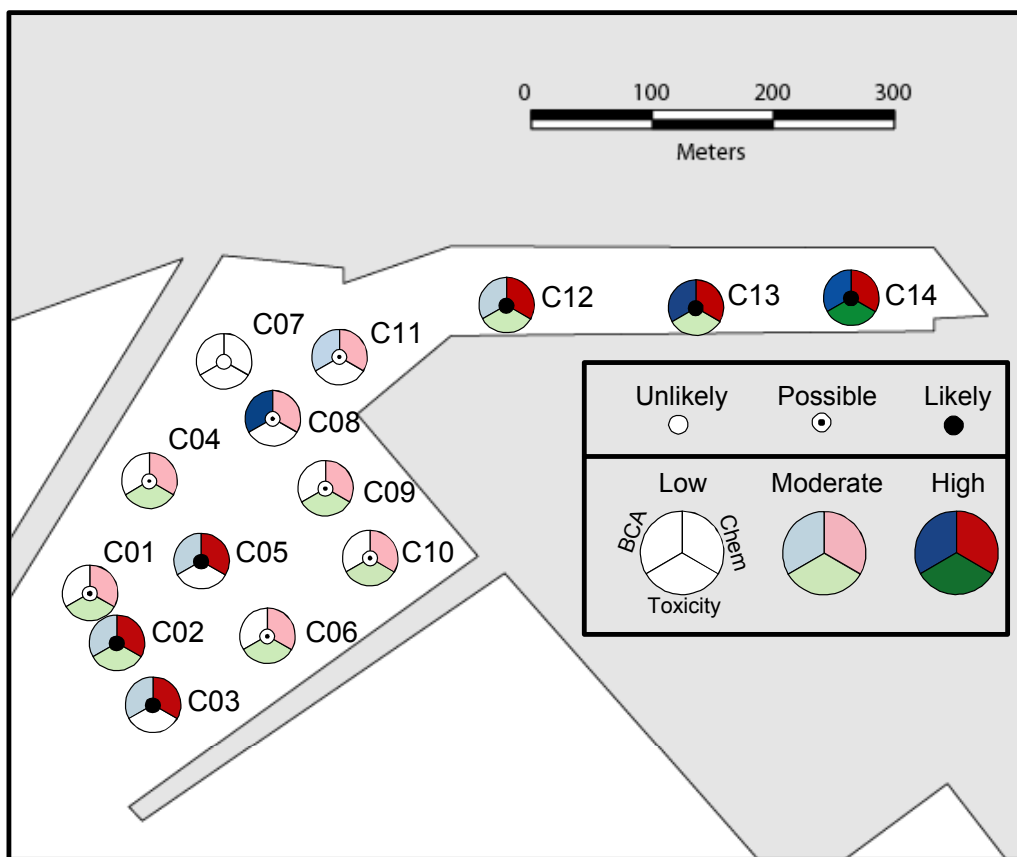 0 100 200 300
Meters
C12
C13
C14
C07
C11
C08
C04
C09
C05
C10
C01
C02
C06
C03
Unlikely Possible Likely
Low Moderate High
BCA
Chem
Toxicity